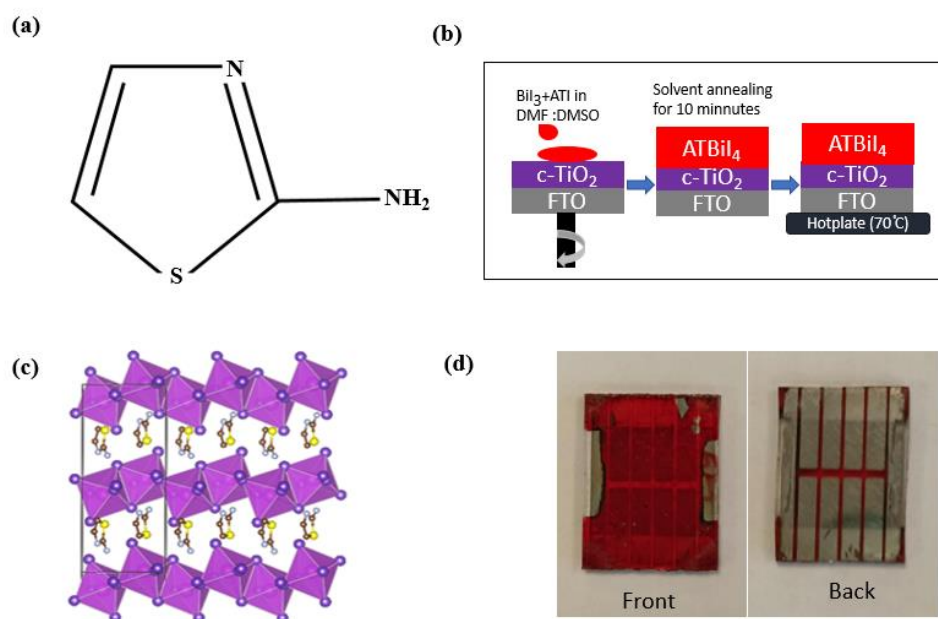 (a)
N
NH₂
S
(b)
BiI₃+ATI in
DMF :DMSO
c-TiO₂
FTO
Solvent annealing
for 10 minnutes
ATBiI₄
c-TiO₂
FTO
ATBiI₄
c-TiO₂
FTO
Hotplate (70℃)
(c)
(d)
Front
Back